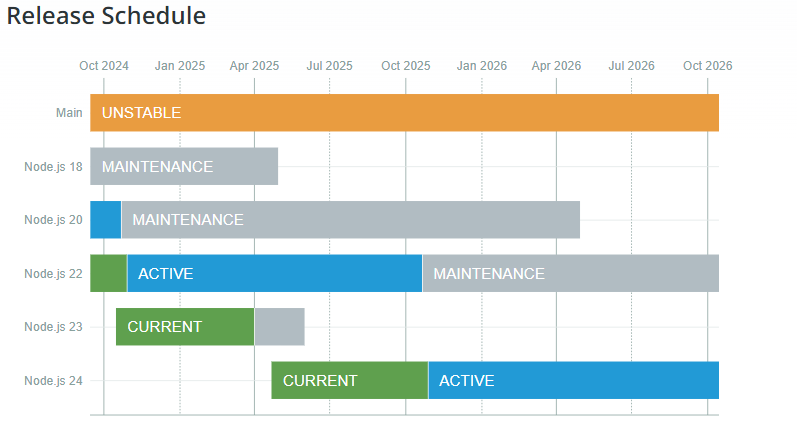 Release Schedule
Oct 2024 Jan 2025 Apr 2025 Jul 2025 Oct 2025 Jan 2026 Apr 2026 Jul 2026 Oct 2026
Main UNSTABLE
Node.js 18 MAINTENANCE
Node.js 20 MAINTENANCE
Node.js 22 ACTIVE MAINTENANCE
Node.js 23 CURRENT
Node.js 24 CURRENT ACTIVE